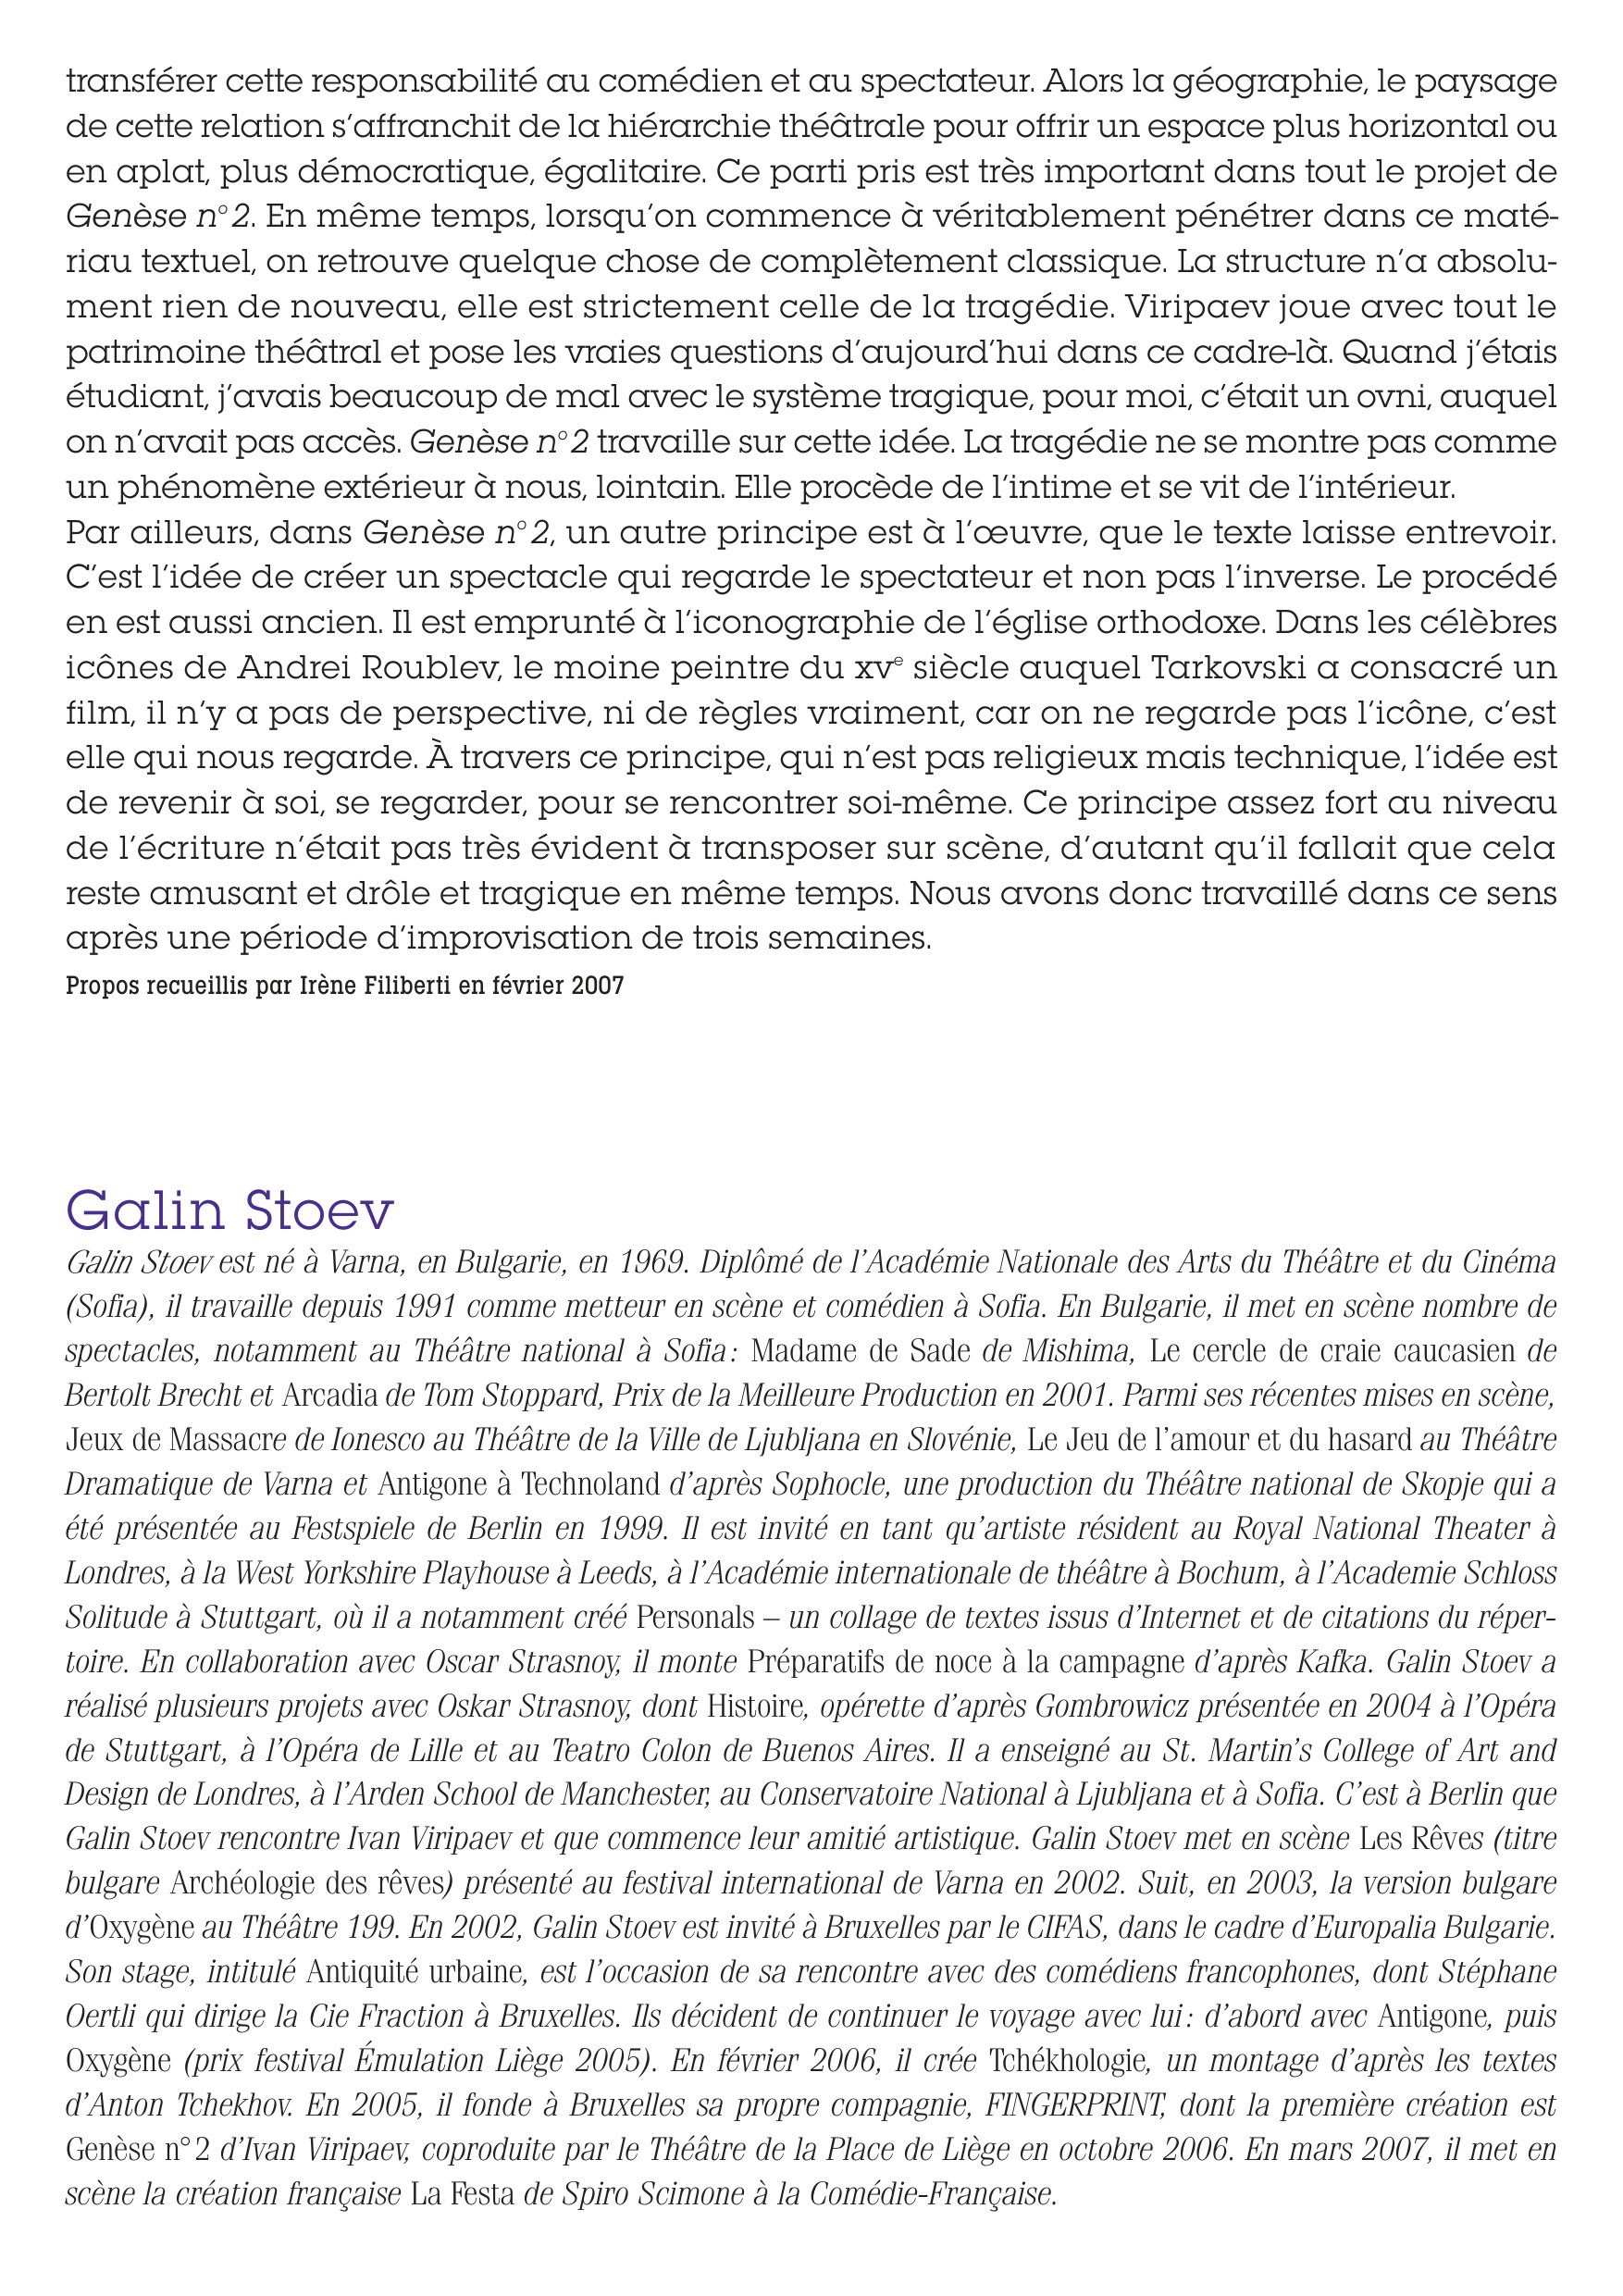 transférer cette responsabilité au comédien et au spectateur. Alors la géographie, le paysage
de cette relation s’affranchit de la hiérarchie théâtrale pour offrir un espace plus horizontal ou
en aplat, plus démocratique, égalitaire. Ce parti pris est très important dans tout le projet de
Genèse n° 2. En même temps, lorsqu’on commence à véritablement pénétrer dans ce maté-
riau textuel, on retrouve quelque chose de complètement classique. La structure n’a absolu-
ment rien de nouveau, elle est strictement celle de la tragédie. Viripaev joue avec tout le
patrimoine théâtral et pose les vraies questions d’aujourd’hui dans ce cadre-là. Quand j’étais
étudiant, j’avais beaucoup de mal avec le système tragique, pour moi, c’était un ovni, auquel
on n’avait pas accès. Genèse n° 2 travaille sur cette idée. La tragédie ne se montre pas comme
un phénomène extérieur à nous, lointain. Elle procède de l’intime et se vit de l’intérieur.
Par ailleurs, dans Genèse n° 2, un autre principe est à l’œuvre, que le texte laisse entrevoir.
C’est l’idée de créer un spectacle qui regarde le spectateur et non pas l’inverse. Le procédé
en est aussi ancien. Il est emprunté à l’iconographie de l’église orthodoxe. Dans les célèbres
icônes de Andrei Roublev, le moine peintre du xve siècle auquel Tarkovski a consacré un
film, il n’y a pas de perspective, ni de règles vraiment, car on ne regarde pas l’icône, c’est
elle qui nous regarde. À travers ce principe, qui n’est pas religieux mais technique, l’idée est
de revenir à soi, se regarder, pour se rencontrer soi-même. Ce principe assez fort au niveau
de l’écriture n’était pas très évident à transposer sur scène, d’autant qu’il fallait que cela
reste amusant et drôle et tragique en même temps. Nous avons donc travaillé dans ce sens
après une période d’improvisation de trois semaines.
Propos recueillis par Irène Filiberti en février 2007
Galin Stoev
Galin Stoev est né à Varna, en Bulgarie, en 1969. Diplômé de l’Académie Nationale des Arts du Théâtre et du Cinéma
(Sofia), il travaille depuis 1991 comme metteur en scène et comédien à Sofia. En Bulgarie, il met en scène nombre de
spectacles, notamment au Théâtre national à Sofia : Madame de Sade de Mishima, Le cercle de craie caucasien de
Bertolt Brecht et Arcadia de Tom Stoppard, Prix de la Meilleure Production en 2001. Parmi ses récentes mises en scène,
Jeux de Massacre de Ionesco au Théâtre de la Ville de Ljubljana en Slovénie, Le Jeu de l’amour et du hasard au Théâtre
Dramatique de Varna et Antigone à Technoland d’après Sophocle, une production du Théâtre national de Skopje qui a
été présentée au Festspiele de Berlin en 1999. Il est invité en tant qu’artiste résident au Royal National Theater à
Londres, à la West Yorkshire Playhouse à Leeds, à l’Académie internationale de théâtre à Bochum, à l’Academie Schloss
Solitude à Stuttgart, où il a notamment créé Personals – un collage de textes issus d’Internet et de citations du réper-
toire. En collaboration avec Oscar Strasnoy, il monte Préparatifs de noce à la campagne d’après Kafka. Galin Stoev a
réalisé plusieurs projets avec Oskar Strasnoy, dont Histoire, opérette d’après Gombrowicz présentée en 2004 à l’Opéra
de Stuttgart, à l’Opéra de Lille et au Teatro Colon de Buenos Aires. Il a enseigné au St. Martin’s College of Art and
Design de Londres, à l’Arden School de Manchester, au Conservatoire National à Ljubljana et à Sofia. C’est à Berlin que
Galin Stoev rencontre Ivan Viripaev et que commence leur amitié artistique. Galin Stoev met en scène Les Rêves (titre
bulgare Archéologie des rêves) présenté au festival international de Varna en 2002. Suit, en 2003, la version bulgare
d’Oxygène au Théâtre 199. En 2002, Galin Stoev est invité à Bruxelles par le CIFAS, dans le cadre d’Europalia Bulgarie.
Son stage, intitulé Antiquité urbaine, est l’occasion de sa rencontre avec des comédiens francophones, dont Stéphane
Oertli qui dirige la Cie Fraction à Bruxelles. Ils décident de continuer le voyage avec lui : d’abord avec Antigone, puis
Oxygène (prix festival Émulation Liège 2005). En février 2006, il crée Tchékhologie, un montage d’après les textes
d’Anton Tchekhov. En 2005, il fonde à Bruxelles sa propre compagnie, FINGERPRINT, dont la première création est
Genèse n° 2 d’Ivan Viripaev, coproduite par le Théâtre de la Place de Liège en octobre 2006. En mars 2007, il met en
scène la création française La Festa de Spiro Scimone à la Comédie-Française.